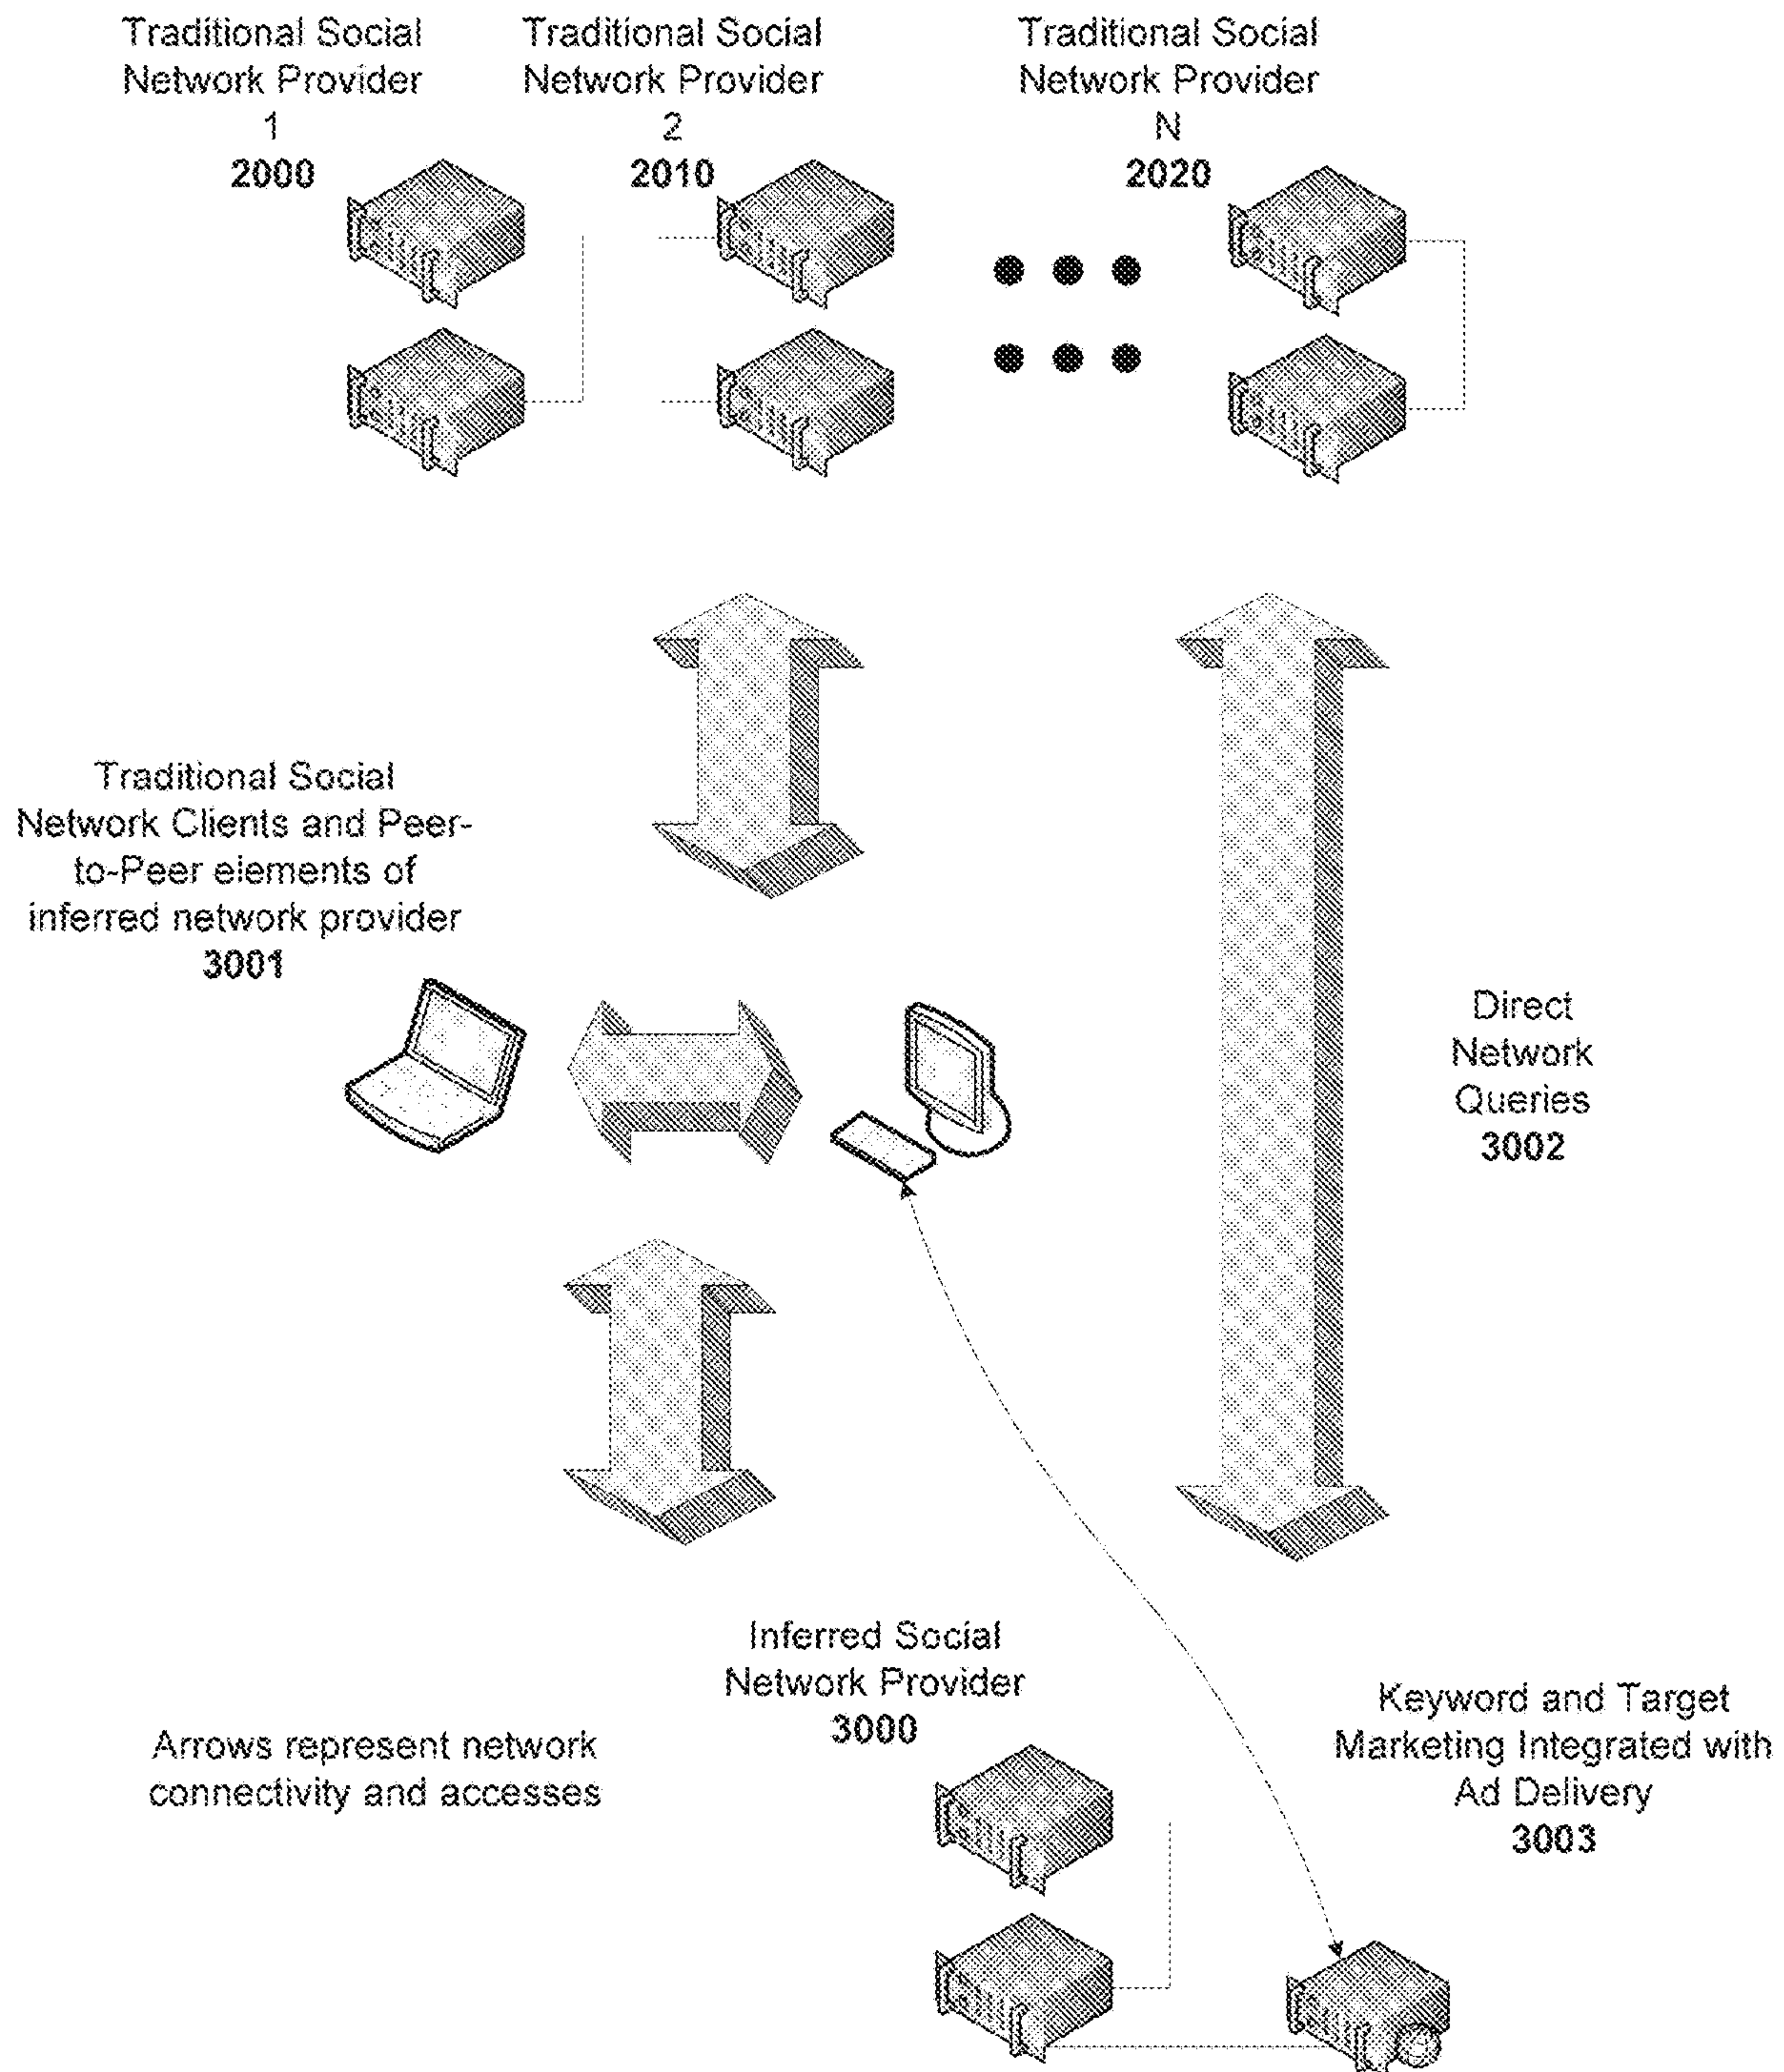 Traditional Social
Network Provider
1
2000
Traditional Social
Network Provider
2
2010
Traditional Social
Network Provider
N
2020
Traditional Social
Network Clients and Peer-
to-Peer elements of
inferred network provider
3001
Direct
Network
Queries
3002
Inferred Social
Network Provider
3000
Keyword and Target
Marketing Integrated with
Ad Delivery
3003
Arrows represent network
connectivity and accesses